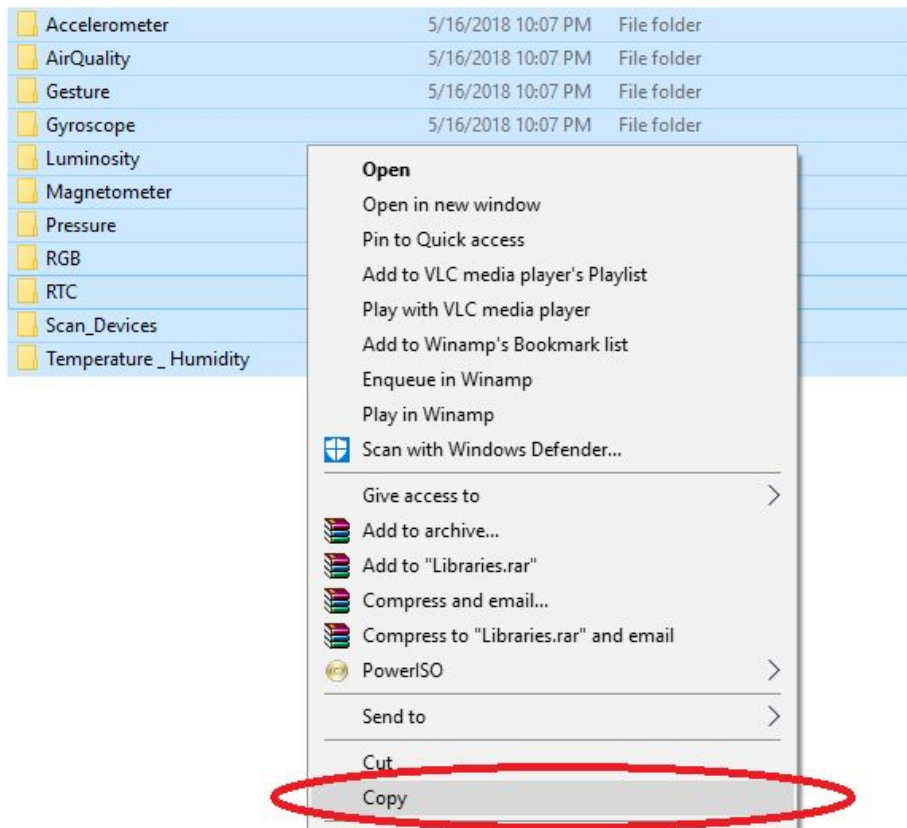 Accelerometer 5/16/2018 10:07 PM File folder
AirQuality 5/16/2018 10:07 PM File folder
Gesture 5/16/2018 10:07 PM File folder
Gyroscope 5/16/2018 10:07 PM File folder
Luminosity
Magnetometer
Pressure
RGB
RTC
Scan_Devices
Temperature _ Humidity
Open
Open in new window
Pin to Quick access
Add to VLC media player's Playlist
Play with VLC media player
Add to Winamp's Bookmark list
Enqueue in Winamp
Play in Winamp
Scan with Windows Defender...
Give access to
Add to archive...
Add to "Libraries.rar"
Compress and email...
Compress to "Libraries.rar" and email
PowerISO
Send to
Cut
Copy